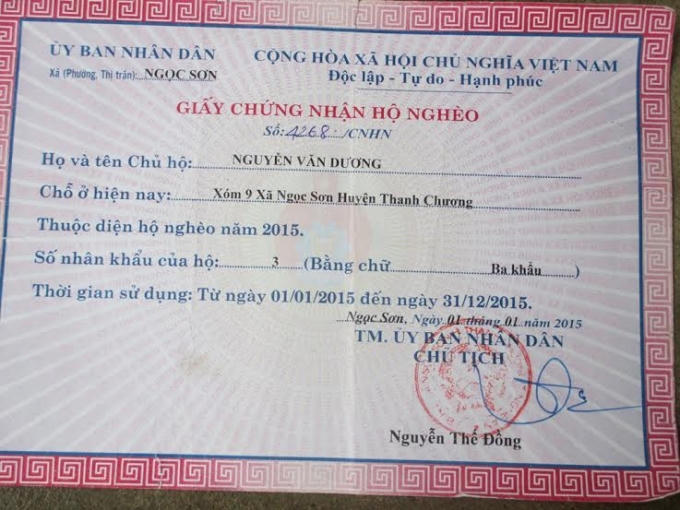 ỦY BAN NHÂN DÂN
Xã (Phường, Thị trấn): NGỌC SƠN
CỘNG HÒA XÃ HỘI CHỦ NGHĨA VIỆT NAM
Độc lập - Tự do - Hạnh phúc
GIẤY CHỨNG NHẬN HỘ NGHÈO
Số: 4268 /CNHN
Họ và tên Chủ hộ: NGUYỄN VĂN DƯƠNG
Chỗ ở hiện nay: Xóm 9 Xã Ngọc Sơn Huyện Thanh Chương
Thuộc diện hộ nghèo năm 2015.
Số nhân khẩu của hộ: 3 (Bằng chữ Ba khẩu)
Thời gian sử dụng: Từ ngày 01/01/2015 đến ngày 31/12/2015.
Ngọc Sơn, Ngày 01 tháng 01 năm 2015
TM. ỦY BAN NHÂN DÂN
CHỦ TỊCH
Nguyễn Thế Đồng